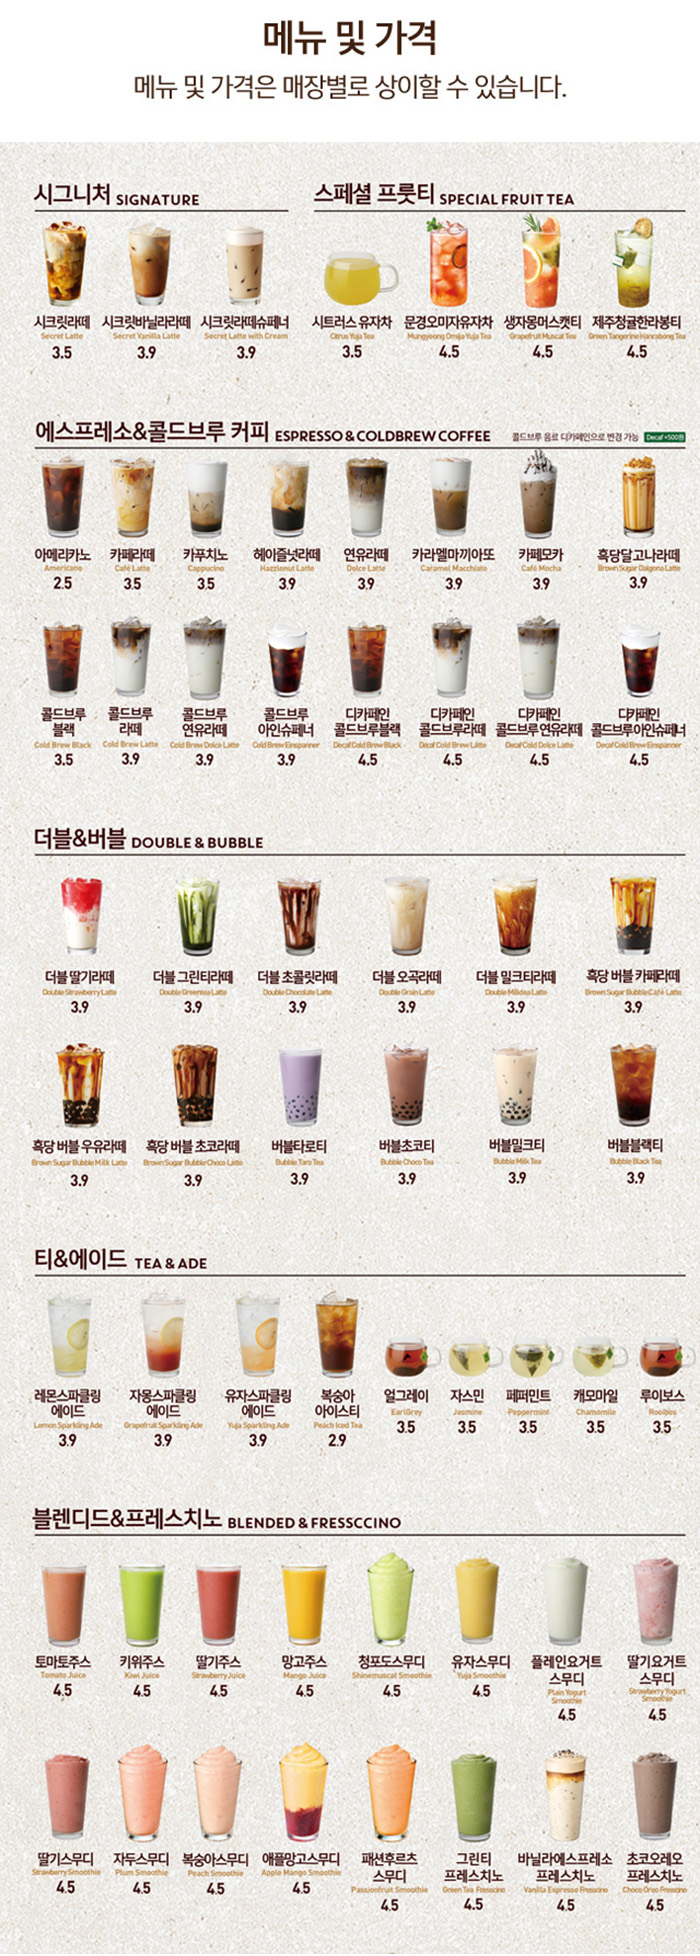 메뉴 및 가격
메뉴 및 가격은 매장별로 상이할 수 있습니다.
시그니처 SIGNATURE
스페셜 프룻티 SPECIAL FRUIT TEA
시크릿라떼 시크릿바닐라라떼 시크릿라떼슈페너 시트러스 유자차 문경오미자유자차 생자몽머스캣티 제주청귤한라봉티
Secret Latte Secret Vanilla Latte Secret Latte with Cream Citrus Yuja Tea Mungyeong Omija Yuja Tea Grapefruit Muscat Tea Green Tangerine Hanrabong Tea
3.5 3.9 3.9 3.5 4.5 4.5 4.5
에스프레소&콜드브루 커피 ESPRESSO & COLDBREW COFFEE 콜드브루 음료 디카페인으로 변경 가능 Decaf +500원
아메리카노 카페라떼 카푸치노 헤이즐넛라떼 연유라떼 카라멜마끼아또 카페모카 흑당달고나라떼
Americano Café Latte Cappucino Hazzlenut Latte Dolce Latte Caramel Macchiato Café Mocha Brown Sugar Dalgona Latte
2.5 3.5 3.5 3.9 3.9 3.9 3.9 3.9
콜드브루 콜드브루 콜드브루 콜드브루 디카페인 디카페인 디카페인 디카페인
블랙 라떼 연유라떼 아인슈페너 콜드브루블랙 콜드브루라떼 콜드브루 연유라떼 콜드브루아인슈페너
Cold Brew Black Cold Brew Latte Cold Brew Dolce Latte Cold Brew Einspanner Decaf Cold Brew Black Decaf Cold Brew Latte Decaf Cold Dolce Latte Decaf Cold Brew Einspanner
3.5 3.9 3.9 3.9 4.5 4.5 4.5 4.5
더블&버블 DOUBLE & BUBBLE
더블 딸기라떼 더블 그린티라떼 더블 초콜릿라떼 더블 오곡라떼 더블 밀크티라떼 흑당 버블 카페라떼
Double Strawberry Latte Double Greentea Latte Double Chocolate Latte Double Grain Latte Double Milktea Latte Brown Sugar Bubble Café Latte
3.9 3.9 3.9 3.9 3.9 3.9
흑당 버블 우유라떼 흑당 버블 초코라떼 버블타로티 버블초코티 버블밀크티 버블블랙티
Brown Sugar Bubble Milk Latte Brown Sugar Bubble Choco Latte Bubble Taro Tea Bubble Choco Tea Bubble Milk Tea Bubble Black Tea
3.9 3.9 3.9 3.9 3.9 3.9
티&에이드 TEA & ADE
레몬스파클링 자몽스파클링 유자스파클링 복숭아 얼그레이 자스민 페퍼민트 캐모마일 루이보스
에이드 에이드 에이드 아이스티 EarlGrey Jasmine Peppermint Chamomile Rooibos
Lemon Sparkling Ade Grapefruit Sparkling Ade Yuja Sparkling Ade Peach Iced Tea 3.5 3.5 3.5 3.5 3.5
3.9 3.9 3.9 2.9
블렌디드&프레스치노 BLENDED & FRESSCCINO
토마토주스 키위주스 딸기주스 망고주스 청포도스무디 유자스무디 플레인요거트 딸기요거트
Tomato Juice Kiwi Juice Strawberry Juice Mango Juice Shinemuscat Smoothie Yuja Smoothie 스무디 스무디
4.5 4.5 4.5 4.5 4.5 4.5 Plain Yogurt Strawberry Yogurt
Smoothie Smoothie
4.5 4.5
딸기스무디 자두스무디 복숭아스무디 애플망고스무디 패션후르츠 그린티 바닐라에스프레소 초코오레오
Strawberry Smoothie Plum Smoothie Peach Smoothie Apple Mango Smoothie 스무디 프레스치노 프레스치노 프레스치노
4.5 4.5 4.5 4.5 Passionfruit Smoothie Green Tea Fresscino Vanilla Espresso Fresscino Choco Oreo Fresscino
4.5 4.5 4.5 4.5